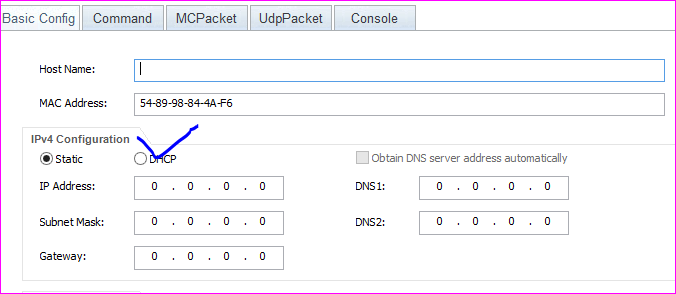 Basic Config Command MCPacket UdpPacket Console
Host Name:
MAC Address: 54-89-98-84-4A-F6
IPv4 Configuration
Static DHCP Obtain DNS server address automatically
IP Address: 0 . 0 . 0 . 0 DNS1: 0 . 0 . 0 . 0
Subnet Mask: 0 . 0 . 0 . 0 DNS2: 0 . 0 . 0 . 0
Gateway: 0 . 0 . 0 . 0